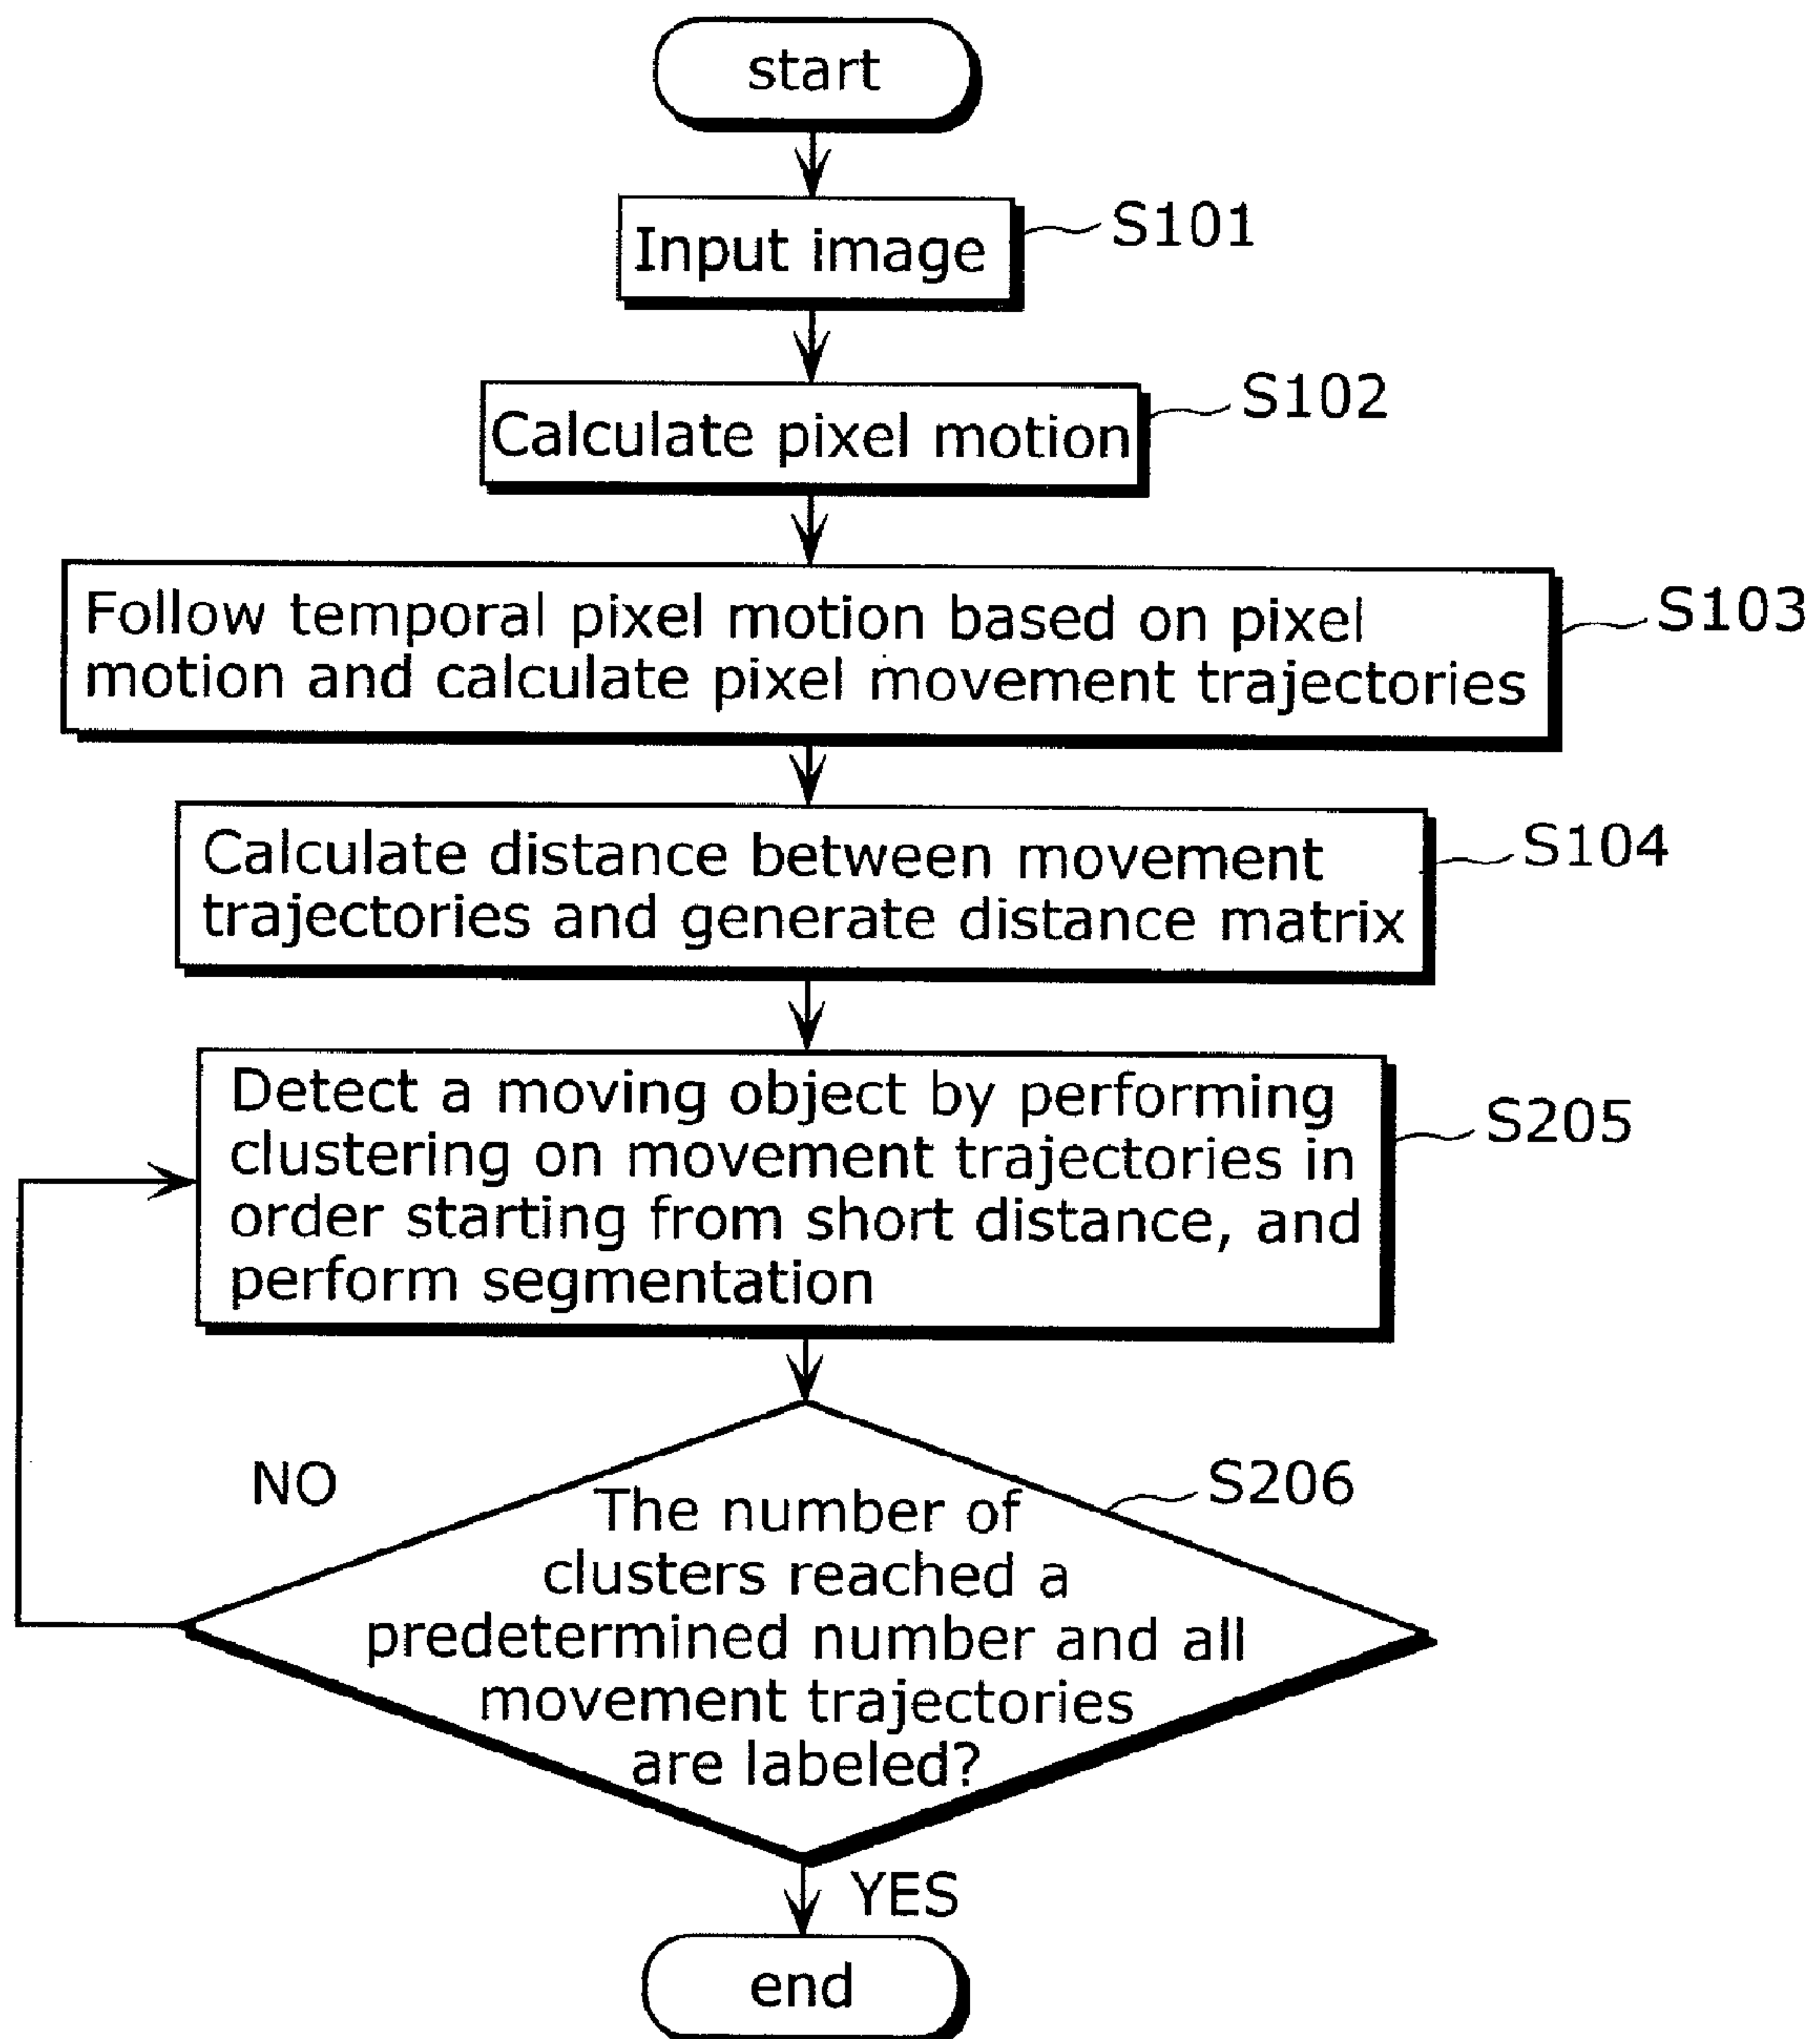 start
Input image
S101
Calculate pixel motion
S102
Follow temporal pixel motion based on pixel
motion and calculate pixel movement trajectories
S103
Calculate distance between movement
trajectories and generate distance matrix
S104
Detect a moving object by performing
clustering on movement trajectories in
order starting from short distance, and
perform segmentation
S205
NO
The number of
clusters reached a
predetermined number and all
movement trajectories
are labeled?
S206
YES
end